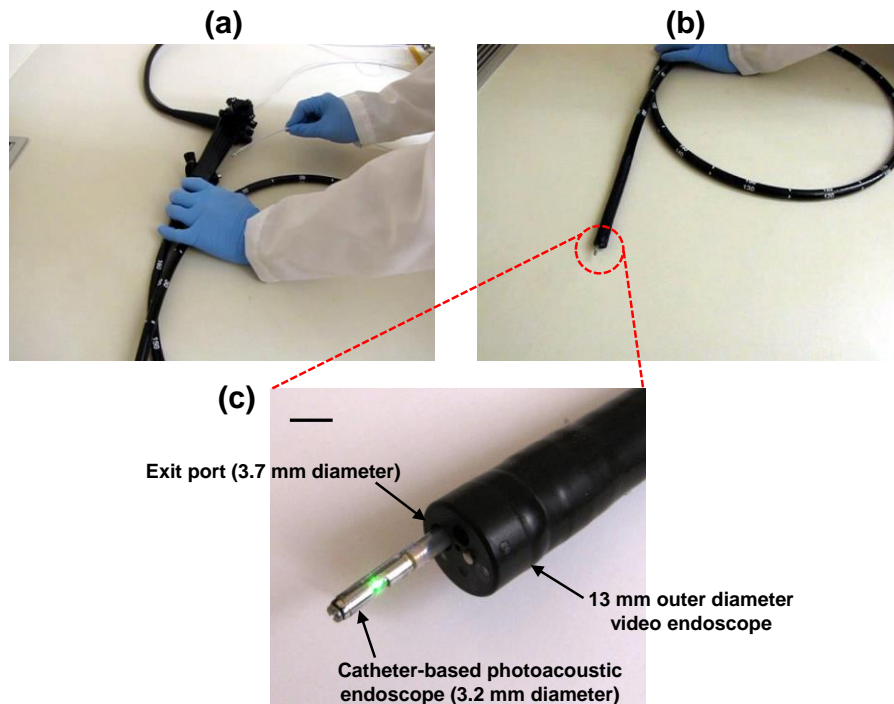 (a)
(b)
(c)
Exit port (3.7 mm diameter)
13 mm outer diameter
video endoscope
Catheter-based photoacoustic
endoscope (3.2 mm diameter)